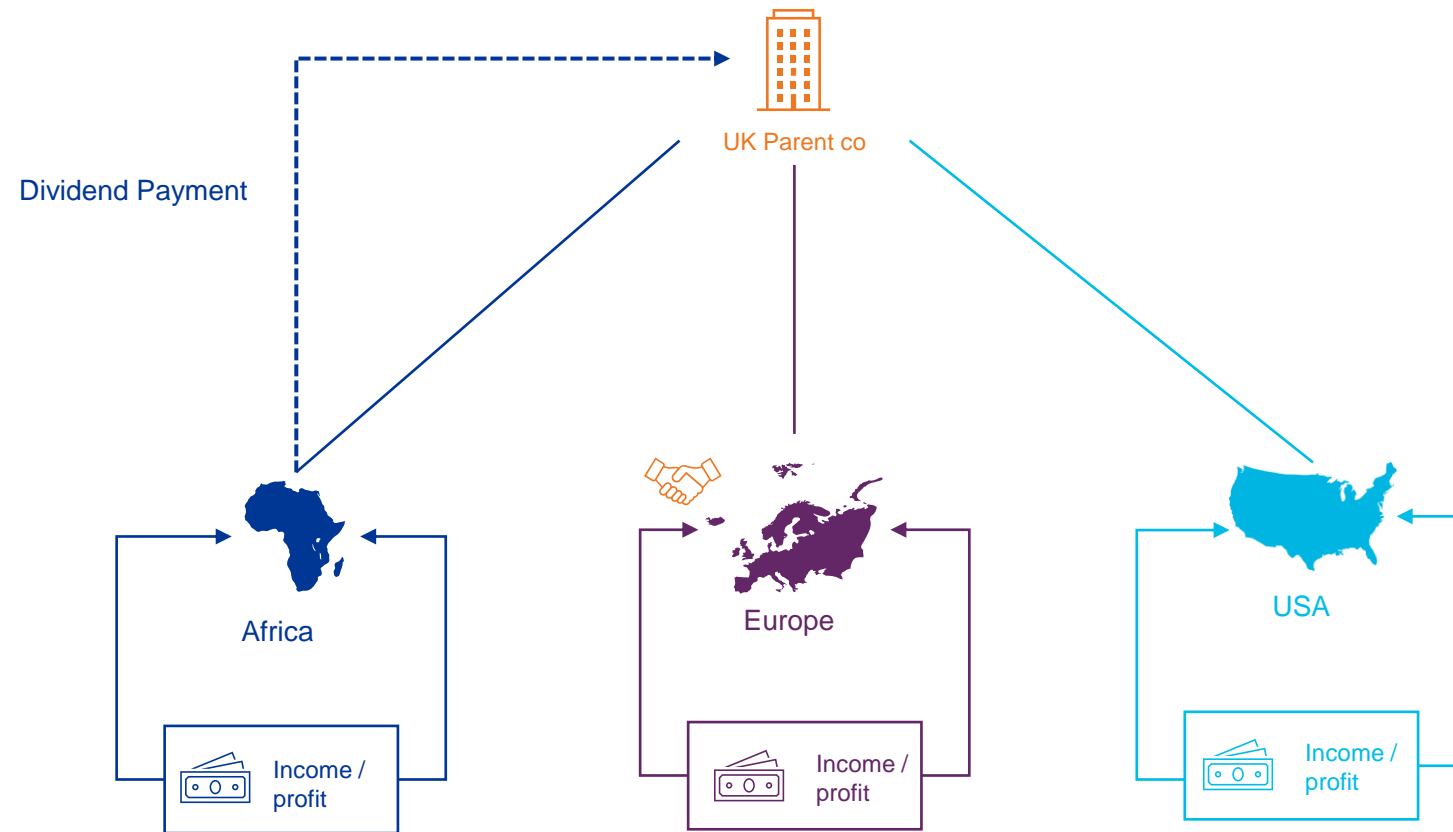 UK Parent co
Dividend Payment
Africa
Europe
USA
Income /
profit
Income /
profit
Income /
profit